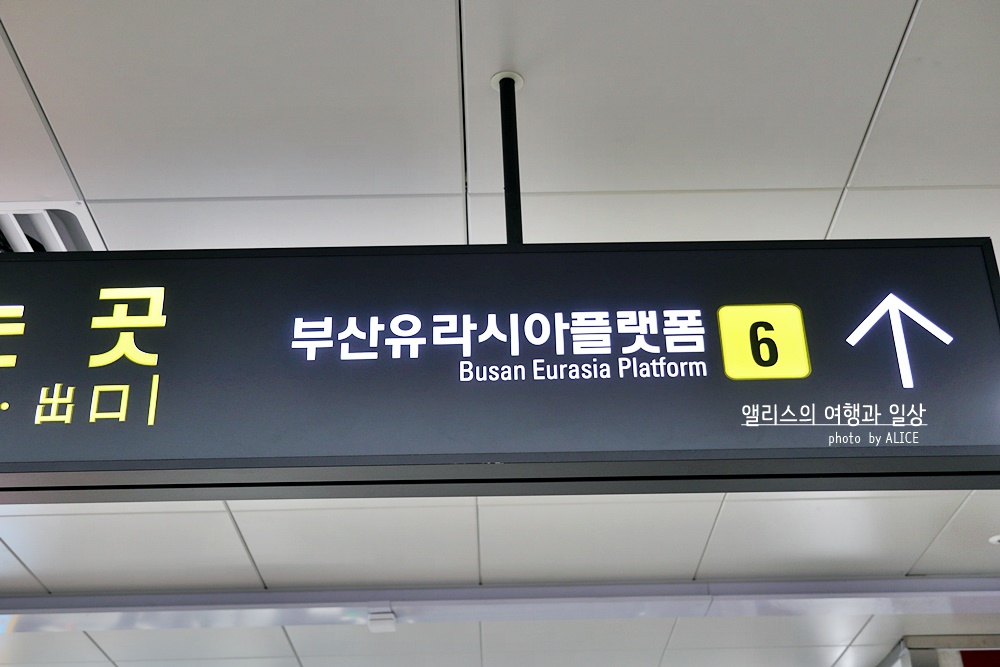 는 곳
· 出口
부산유라시아플랫폼
Busan Eurasia Platform
6
앨리스의 여행과 일상
photo by ALICE